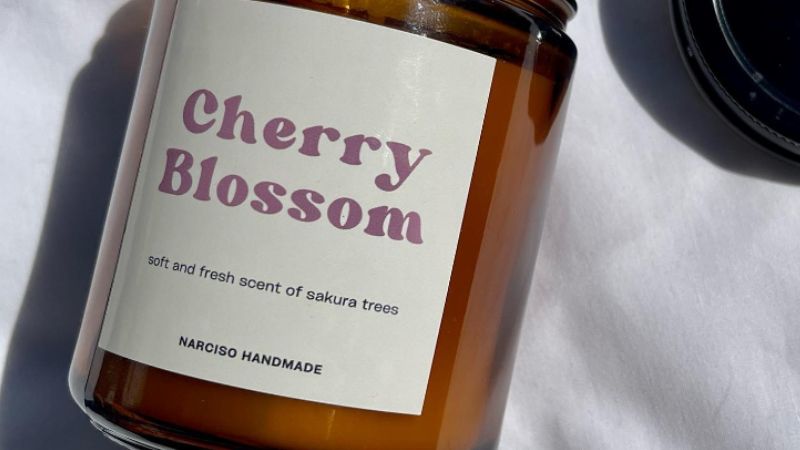 Cherry
Blossom
soft and fresh scent of sakura trees
NARCISO HANDMADE